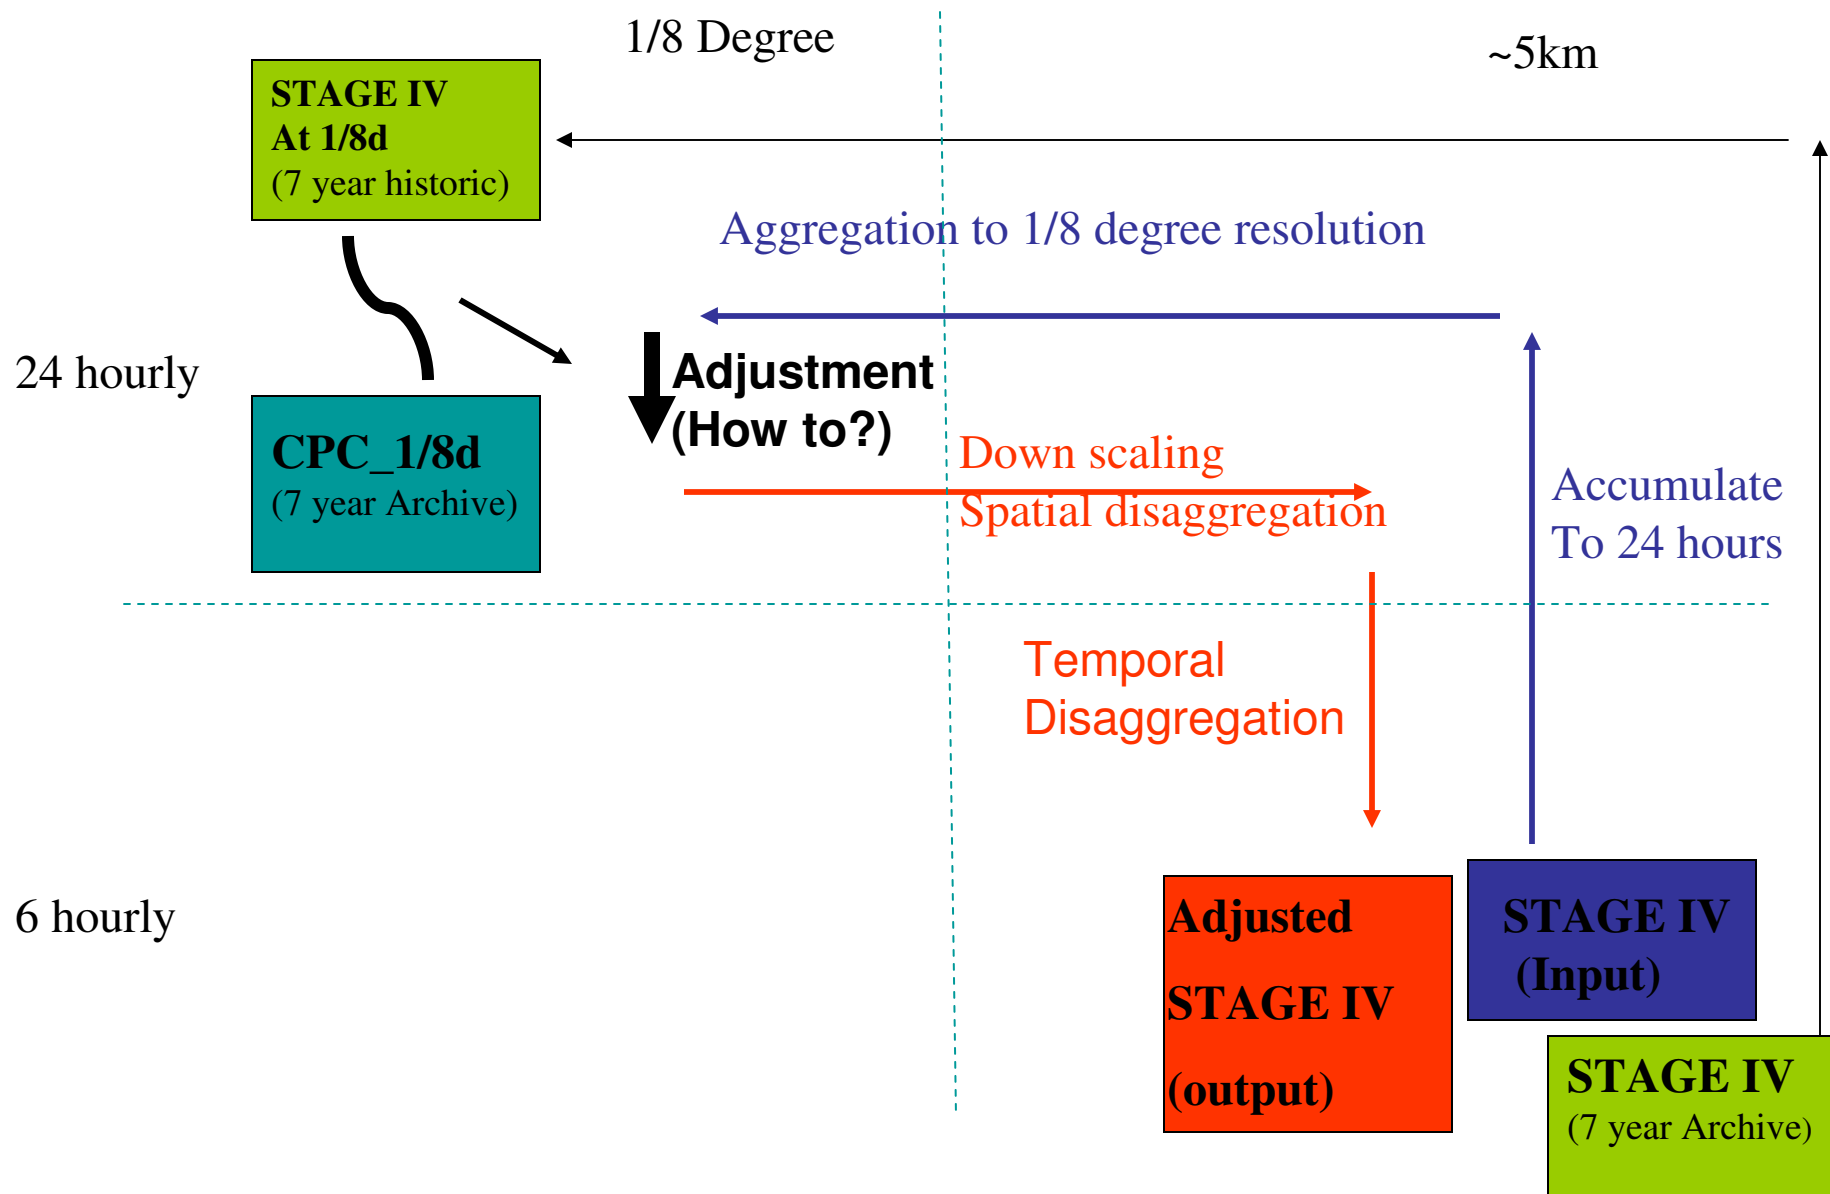 1/8 Degree
~5km
STAGE IV
At 1/8d
(7 year historic)
Aggregation to 1/8 degree resolution
24 hourly
Adjustment
(How to?)
CPC_1/8d
(7 year Archive)
Down scaling
Spatial disaggregation
Accumulate
To 24 hours
Temporal
Disaggregation
6 hourly
Adjusted
STAGE IV
(output)
STAGE IV
(Input)
STAGE IV
(7 year Archive)